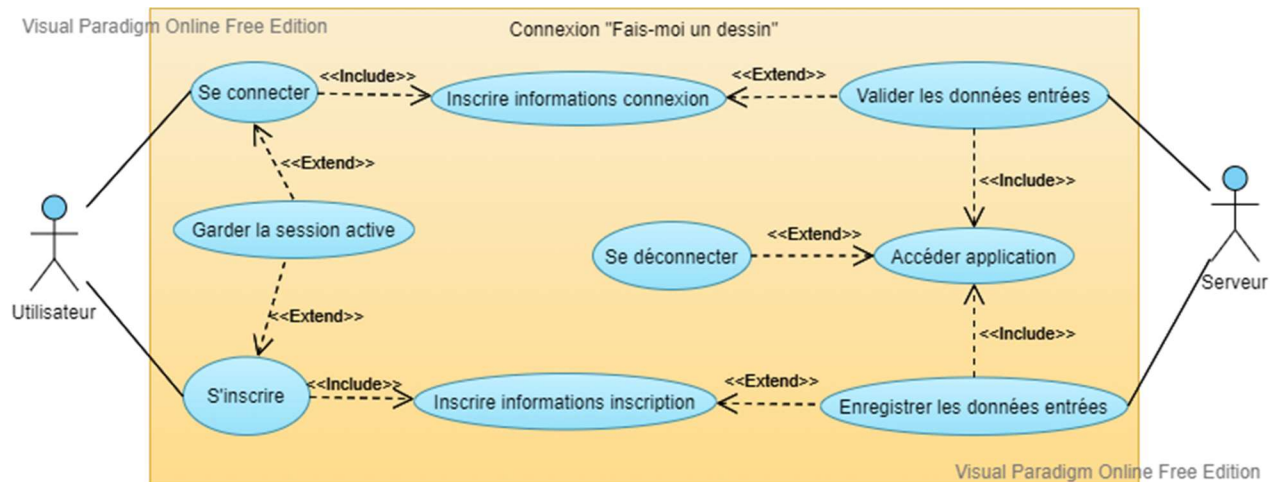 Visual Paradigm Online Free Edition
Connexion "Fais-moi un dessin"
Se connecter
<<Include>>
Inscrire informations connexion
<<Extend>>
Valider les données entrées
<<Extend>>
<<Include>>
Garder la session active
Se déconnecter
<<Extend>>
Accéder application
Utilisateur
Serveur
<<Extend>>
<<Include>>
S'inscrire
<<Include>>
Inscrire informations inscription
<<Extend>>
Enregistrer les données entrées
Visual Paradigm Online Free Edition